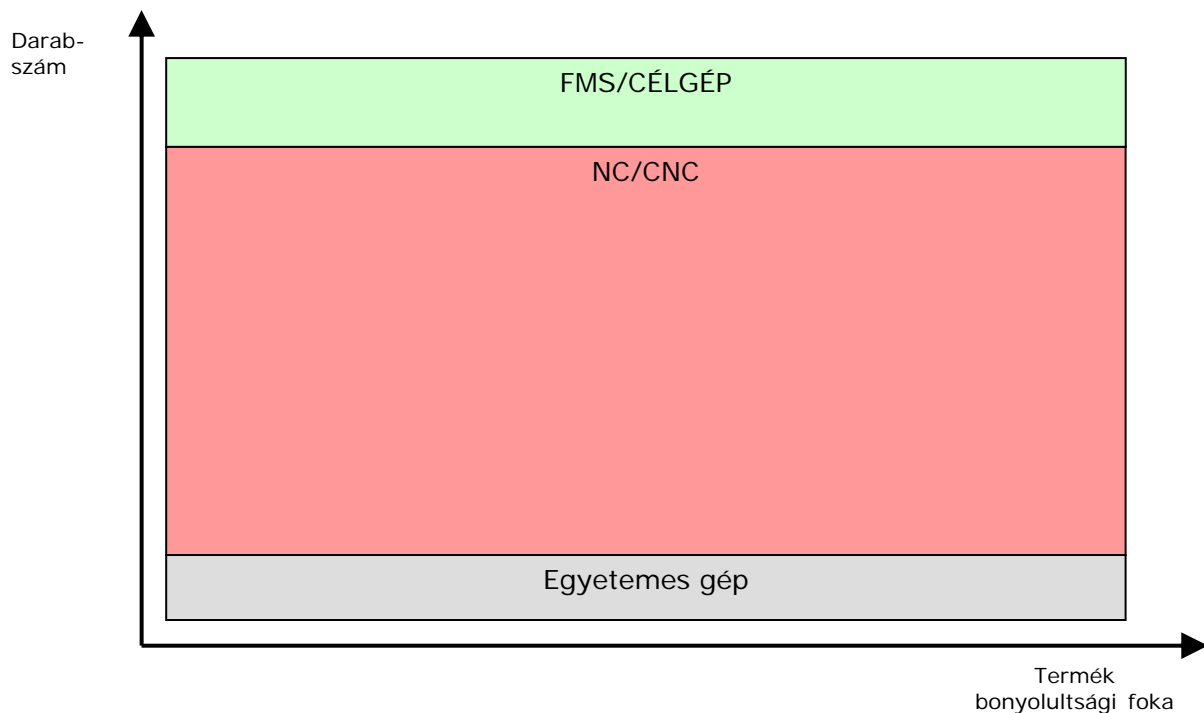 Darab-
szám
FMS/CÉLGÉP
NC/CNC
Egyetemes gép
Termék
bonyolultsági foka